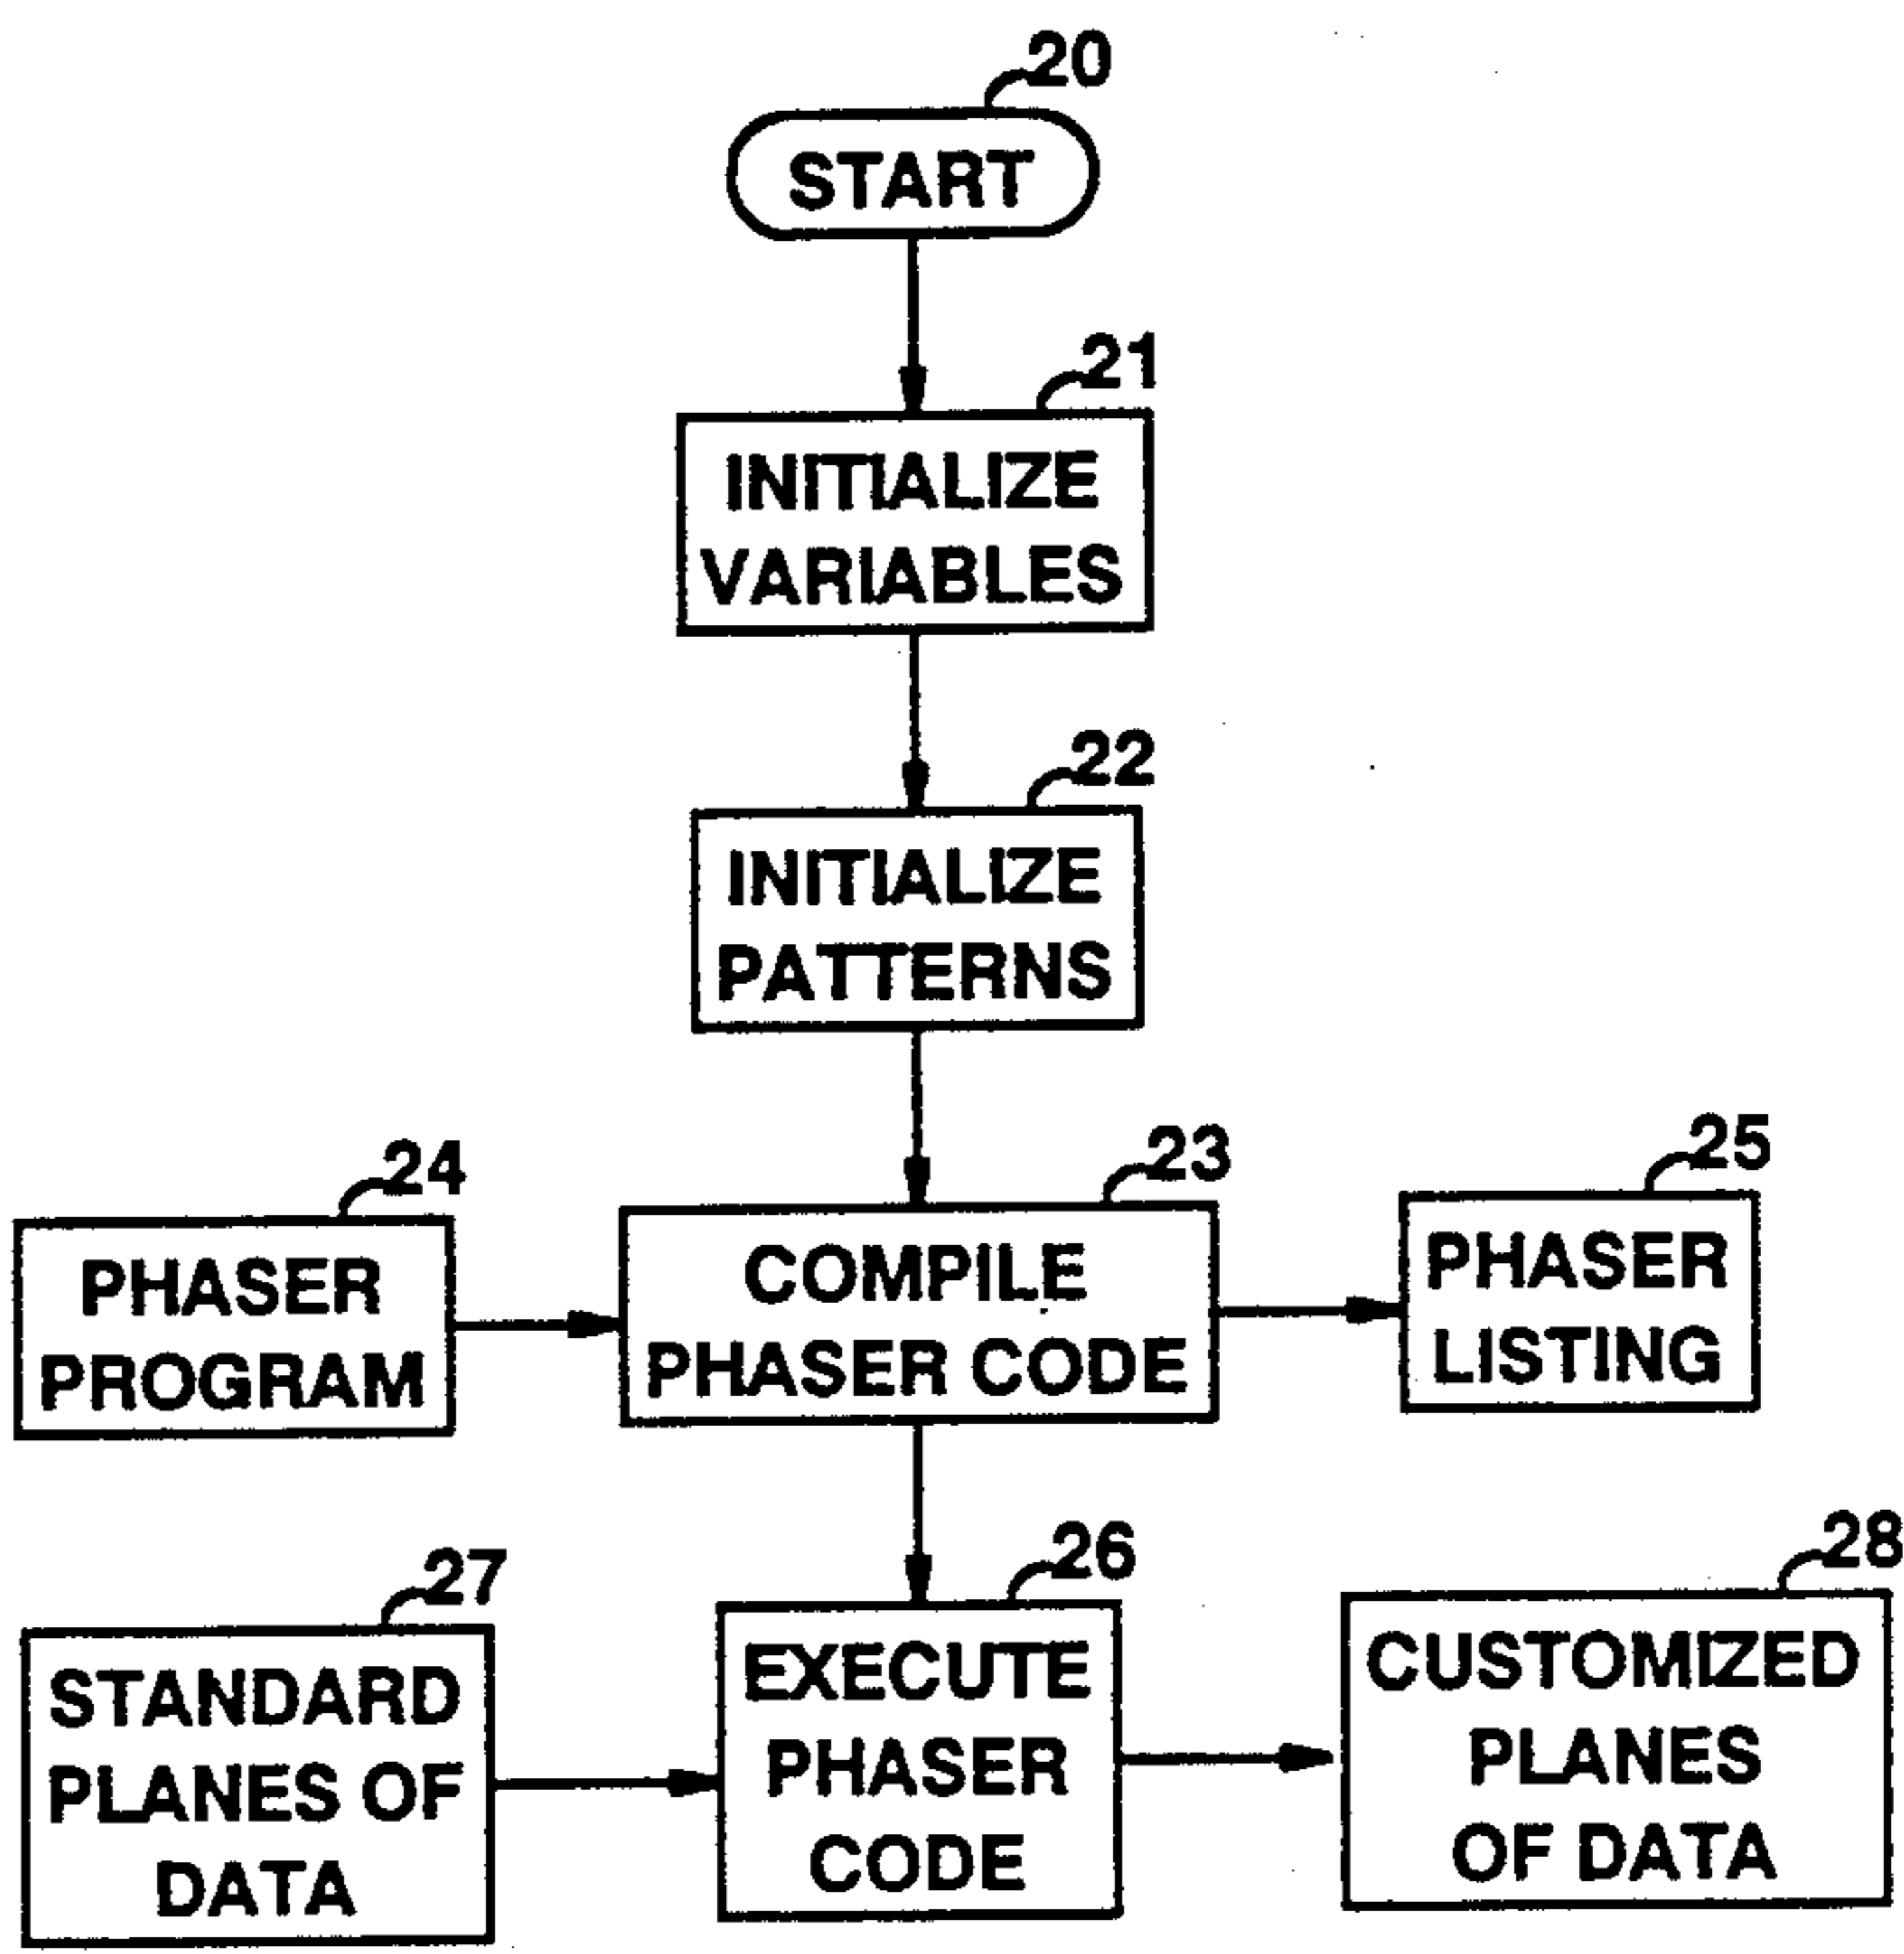 20
START
21
INITIALIZE
VARIABLES
22
INITIALIZE
PATTERNS
24
PHASER
PROGRAM
23
COMPILE
PHASER CODE
25
PHASER
LISTING
27
STANDARD
PLANES OF
DATA
26
EXECUTE
PHASER
CODE
28
CUSTOMIZED
PLANES
OF DATA